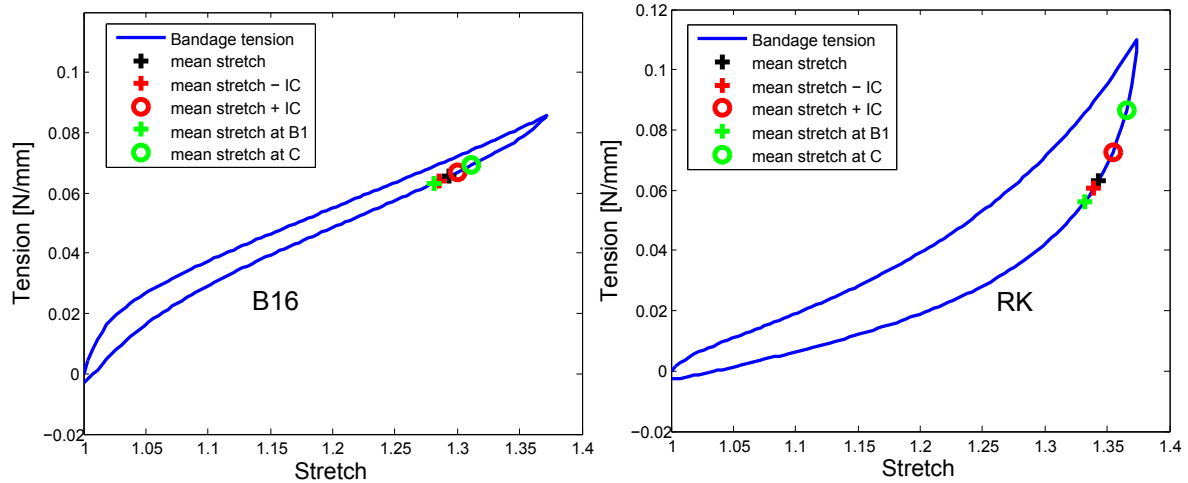 Bandage tension
mean stretch
mean stretch − IC
mean stretch + IC
mean stretch at B1
mean stretch at C
0.1
0.08
0.06
0.04
0.02
0
−0.02
Tension [N/mm]
B16
1
1.05
1.1
1.15
1.2
1.25
1.3
1.35
1.4
Stretch
Bandage tension
mean stretch
mean stretch − IC
mean stretch + IC
mean stretch at B1
mean stretch at C
0.12
0.1
0.08
0.06
0.04
0.02
0
−0.02
Tension [N/mm]
RK
1
1.05
1.1
1.15
1.2
1.25
1.3
1.35
1.4
Stretch